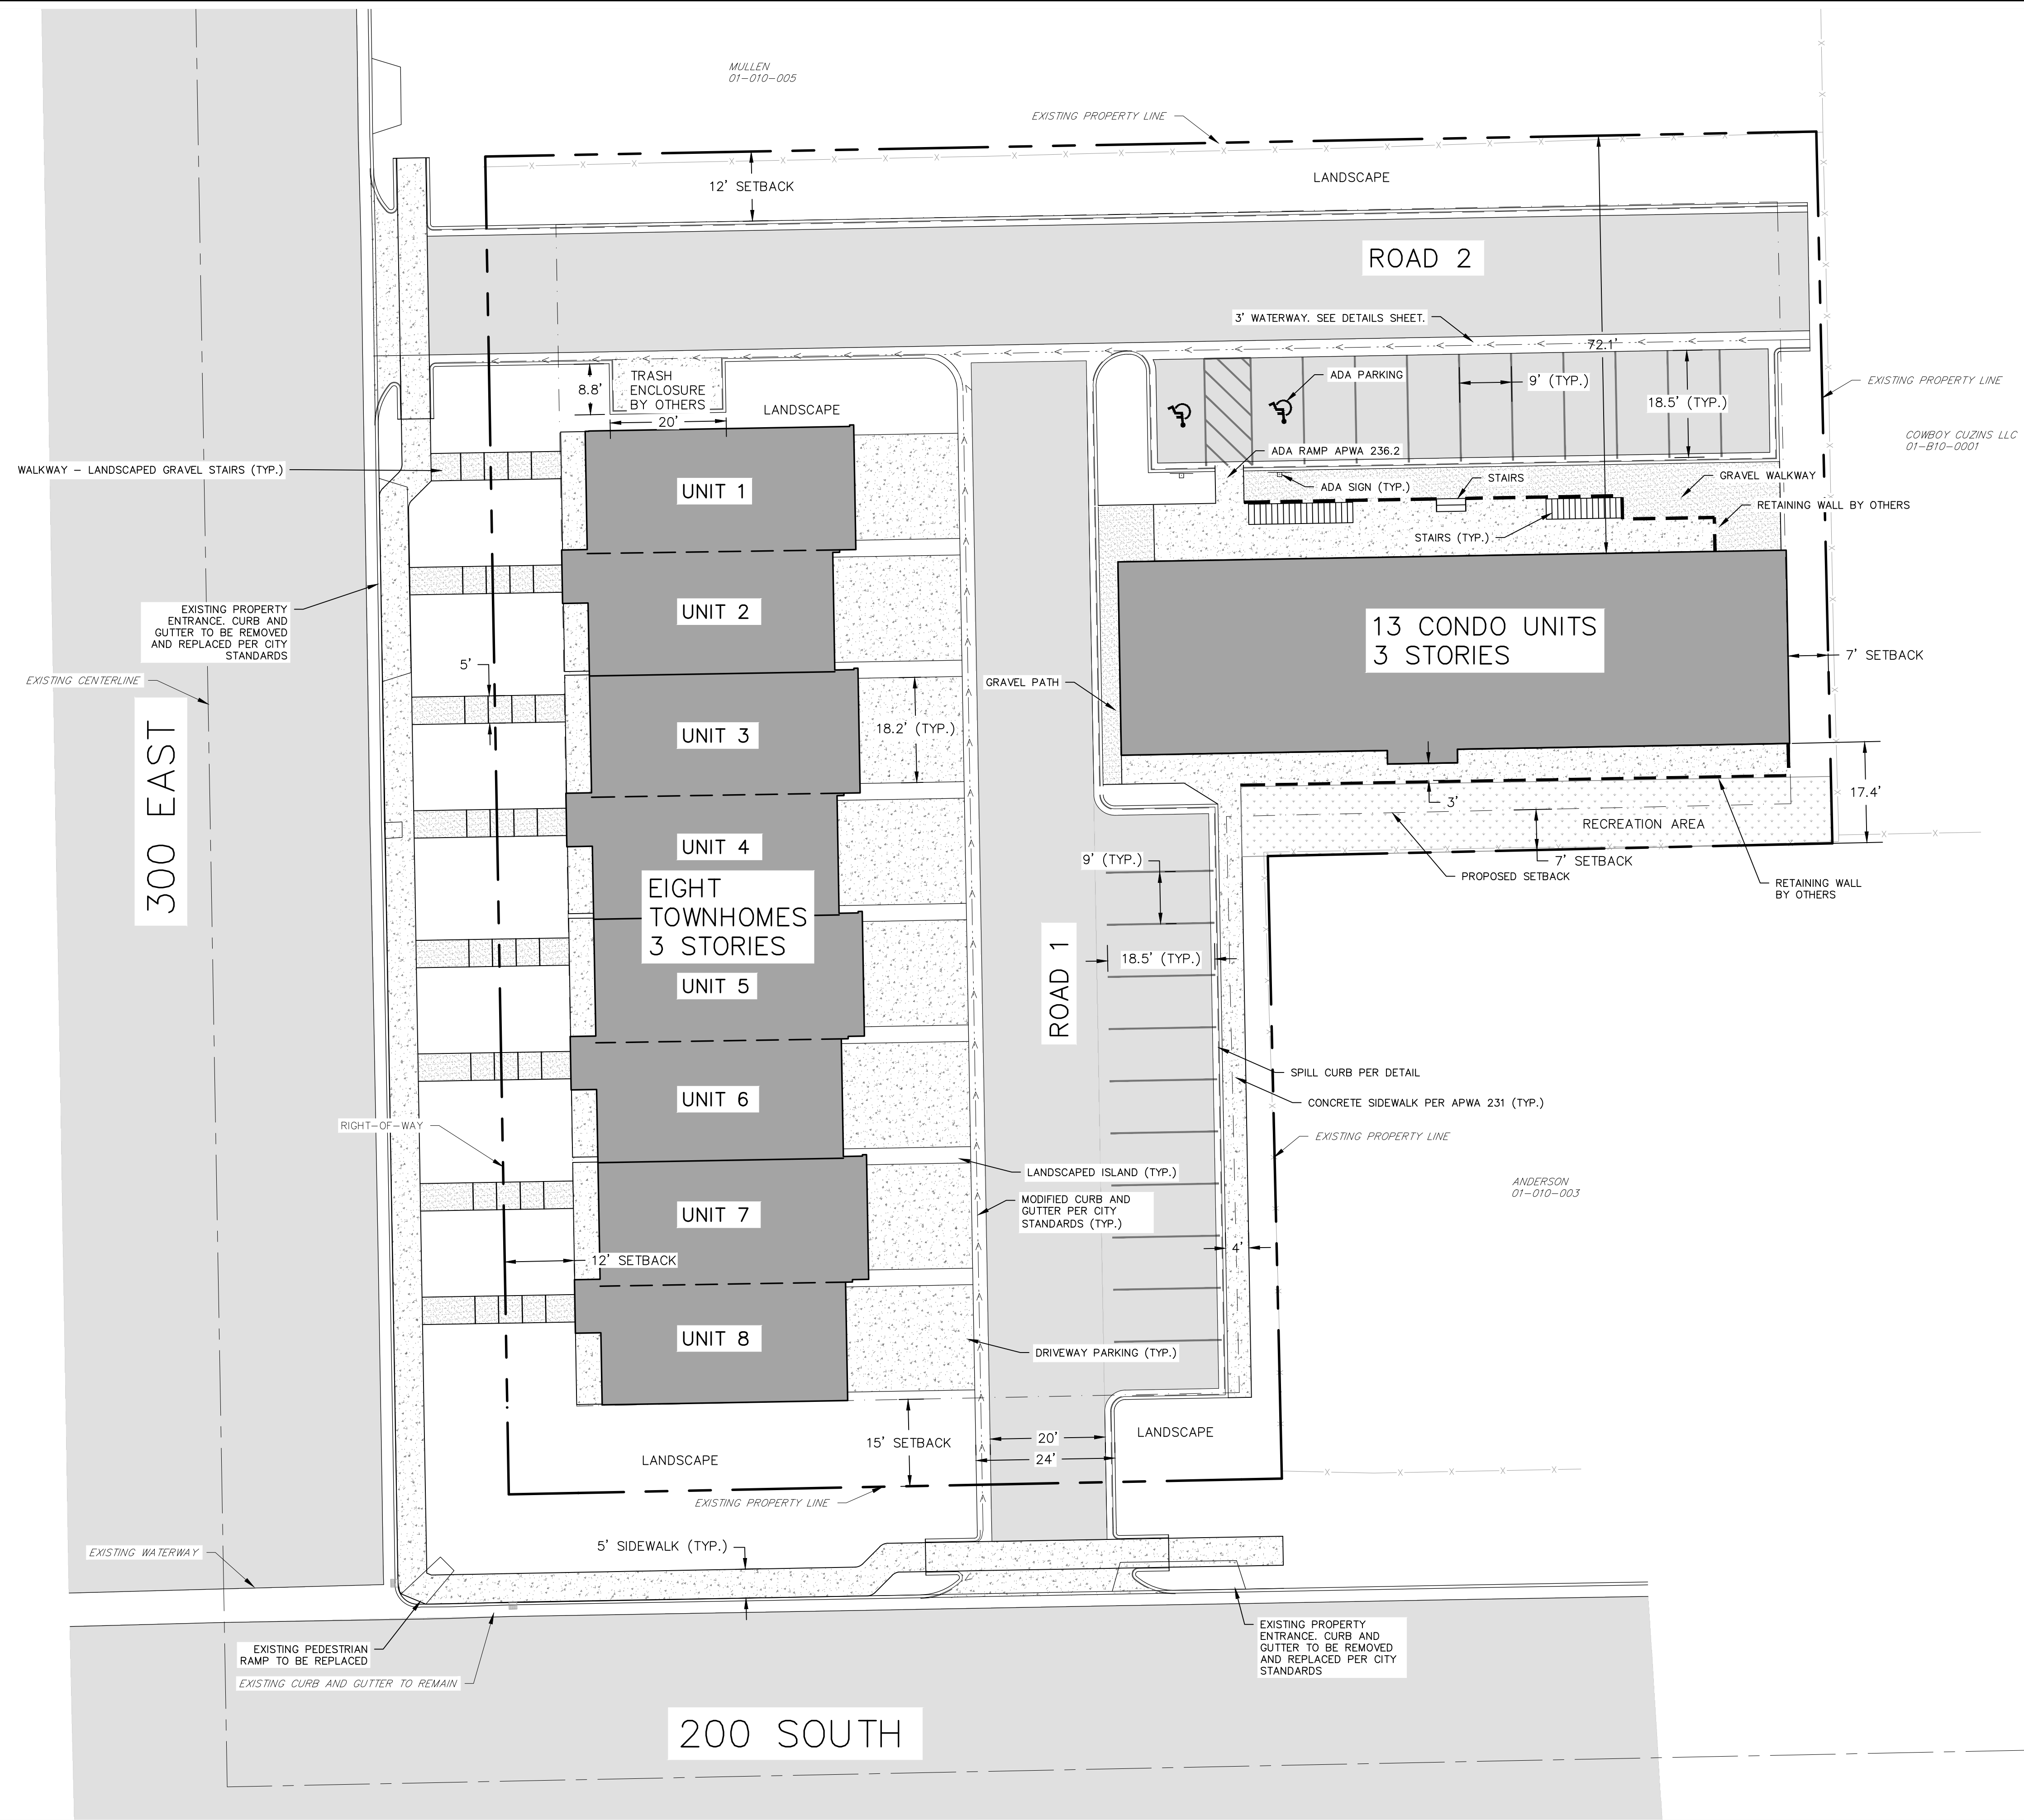 MULLEN
01-010-005
EXISTING PROPERTY LINE
12' SETBACK
LANDSCAPE
ROAD 2
3' WATERWAY. SEE DETAILS SHEET.
72.1'
TRASH
ENCLOSURE
BY OTHERS
8.8'
20'
LANDSCAPE
ADA PARKING
9' (TYP.)
18.5' (TYP.)
EXISTING PROPERTY LINE
COWBOY CUZINS LLC
01-B10-0001
WALKWAY – LANDSCAPED GRAVEL STAIRS (TYP.)
UNIT 1
ADA RAMP APWA 236.2
ADA SIGN (TYP.)
STAIRS
GRAVEL WALKWAY
RETAINING WALL BY OTHERS
STAIRS (TYP.)
EXISTING PROPERTY
ENTRANCE. CURB AND
GUTTER TO BE REMOVED
AND REPLACED PER CITY
STANDARDS
UNIT 2
13 CONDO UNITS
3 STORIES
7' SETBACK
EXISTING CENTERLINE
5'
GRAVEL PATH
300 EAST
UNIT 3
18.2' (TYP.)
17.4'
3'
RECREATION AREA
7' SETBACK
PROPOSED SETBACK
RETAINING WALL
BY OTHERS
UNIT 4
9' (TYP.)
EIGHT
TOWNHOMES
3 STORIES
18.5' (TYP.)
ROAD 1
UNIT 5
SPILL CURB PER DETAIL
CONCRETE SIDEWALK PER APWA 231 (TYP.)
EXISTING PROPERTY LINE
UNIT 6
RIGHT-OF-WAY
LANDSCAPED ISLAND (TYP.)
ANDERSON
01-010-003
MODIFIED CURB AND
GUTTER PER CITY
STANDARDS (TYP.)
UNIT 7
12' SETBACK
4'
UNIT 8
DRIVEWAY PARKING (TYP.)
15' SETBACK
20'
24'
LANDSCAPE
LANDSCAPE
EXISTING PROPERTY LINE
EXISTING WATERWAY
5' SIDEWALK (TYP.)
EXISTING PEDESTRIAN
RAMP TO BE REPLACED
EXISTING CURB AND GUTTER TO REMAIN
EXISTING PROPERTY
ENTRANCE. CURB AND
GUTTER TO BE REMOVED
AND REPLACED PER CITY
STANDARDS
200 SOUTH